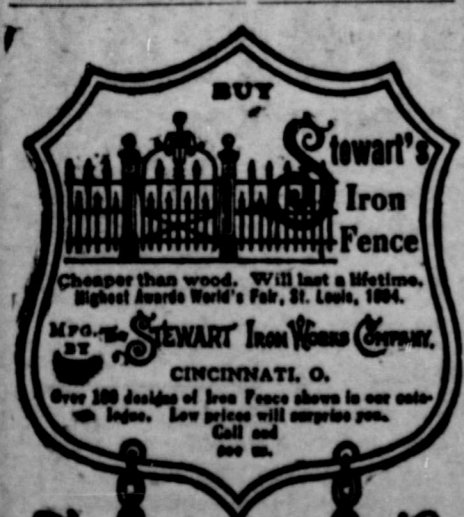 BUY
Stewart's
Iron
Fence
Cheaper than wood. Will last a lifetime.
Highest Awards World's Fair, St. Louis, 1904.
MFG. The STEWART IRON WORKS COMPANY.
BY
CINCINNATI, O.
Over 100 designs of Iron Fence shown in our cata-
logue. Low prices will surprise you.
Call and
see us.